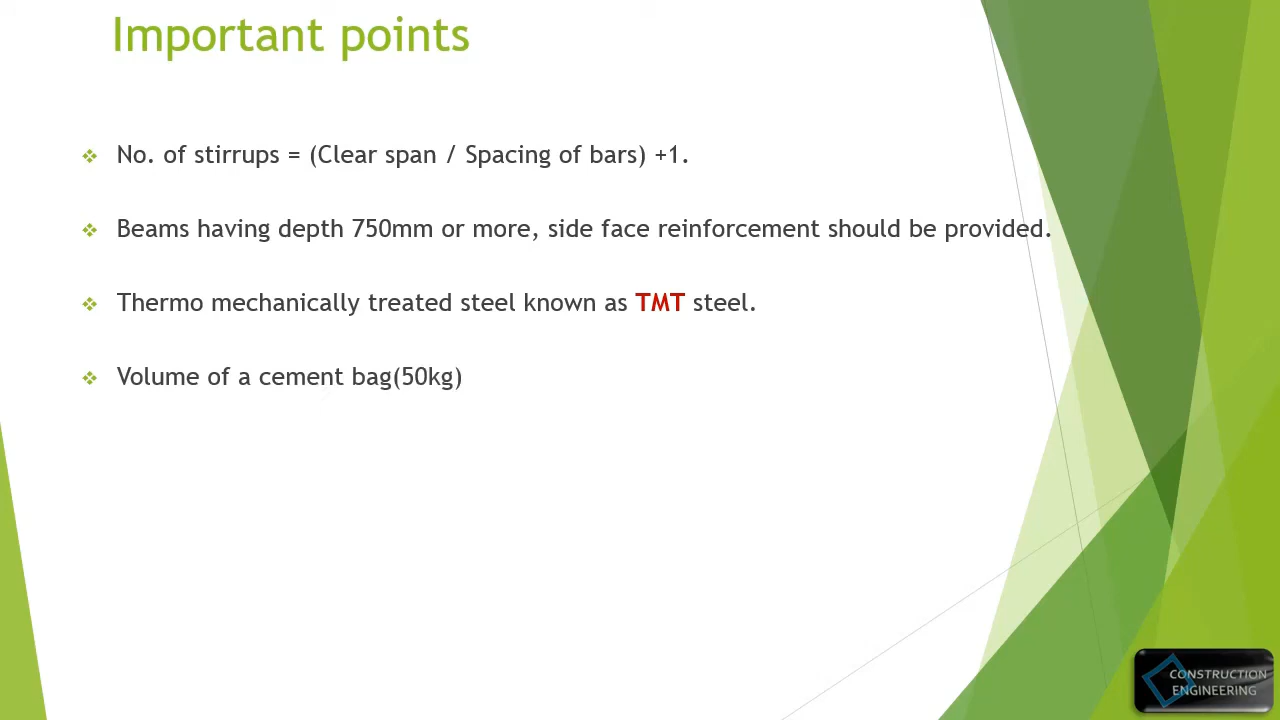 Important points
No. of stirrups = (Clear span / Spacing of bars) +1.
Beams having depth 750mm or more, side face reinforcement should be provided.
Thermo mechanically treated steel known as TMT steel.
Volume of a cement bag(50kg)
CONSTRUCTION
ENGINEERING